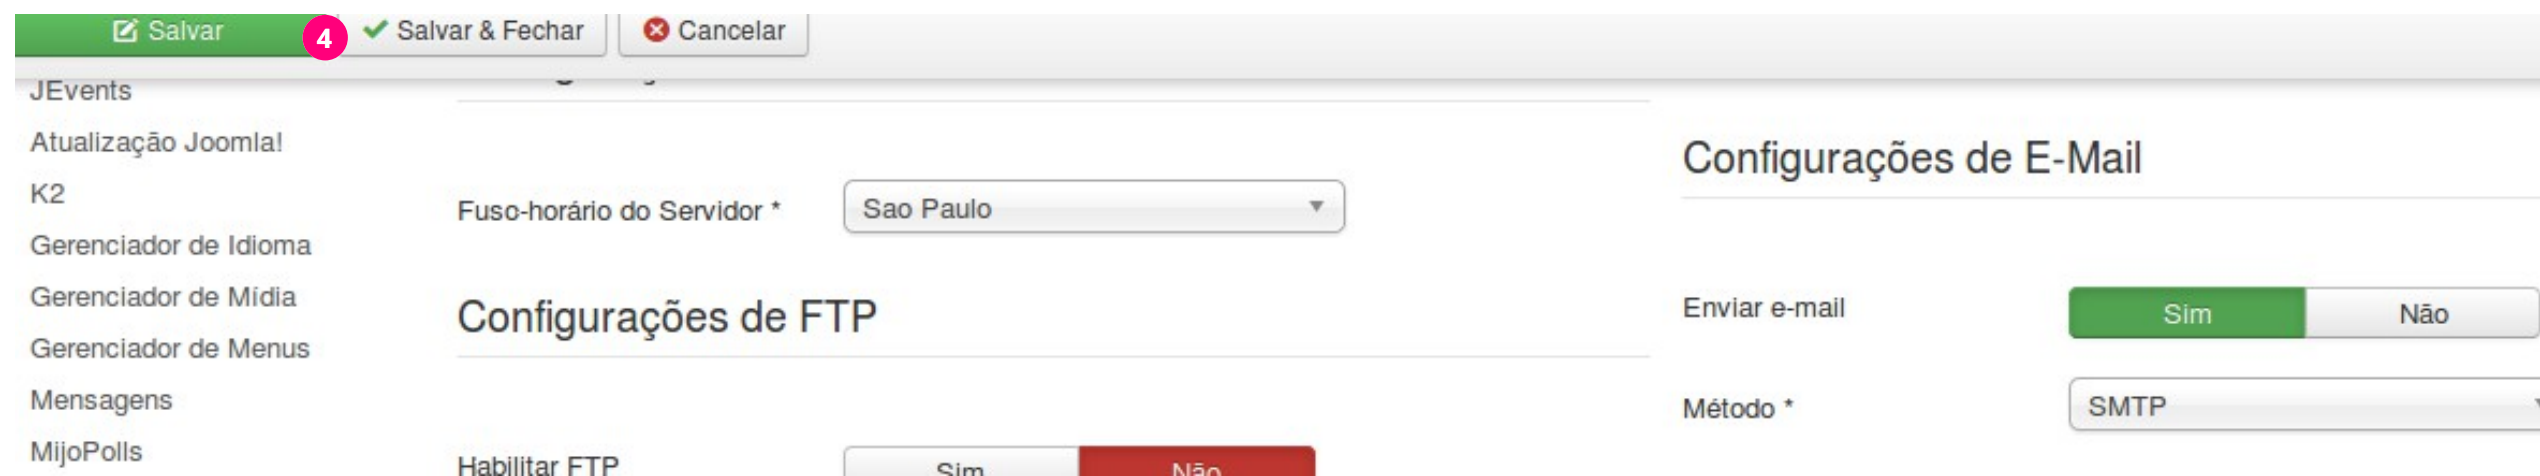 Salvar
4
Salvar & Fechar
Cancelar
JEvents
Atualização Joomla!
K2
Gerenciador de Idioma
Gerenciador de Mídia
Gerenciador de Menus
Mensagens
MijoPolls
Fuso-horário do Servidor *
Sao Paulo
Configurações de FTP
Habilitar FTP
Sim
Não
Configurações de E-Mail
Enviar e-mail
Sim
Não
Método *
SMTP